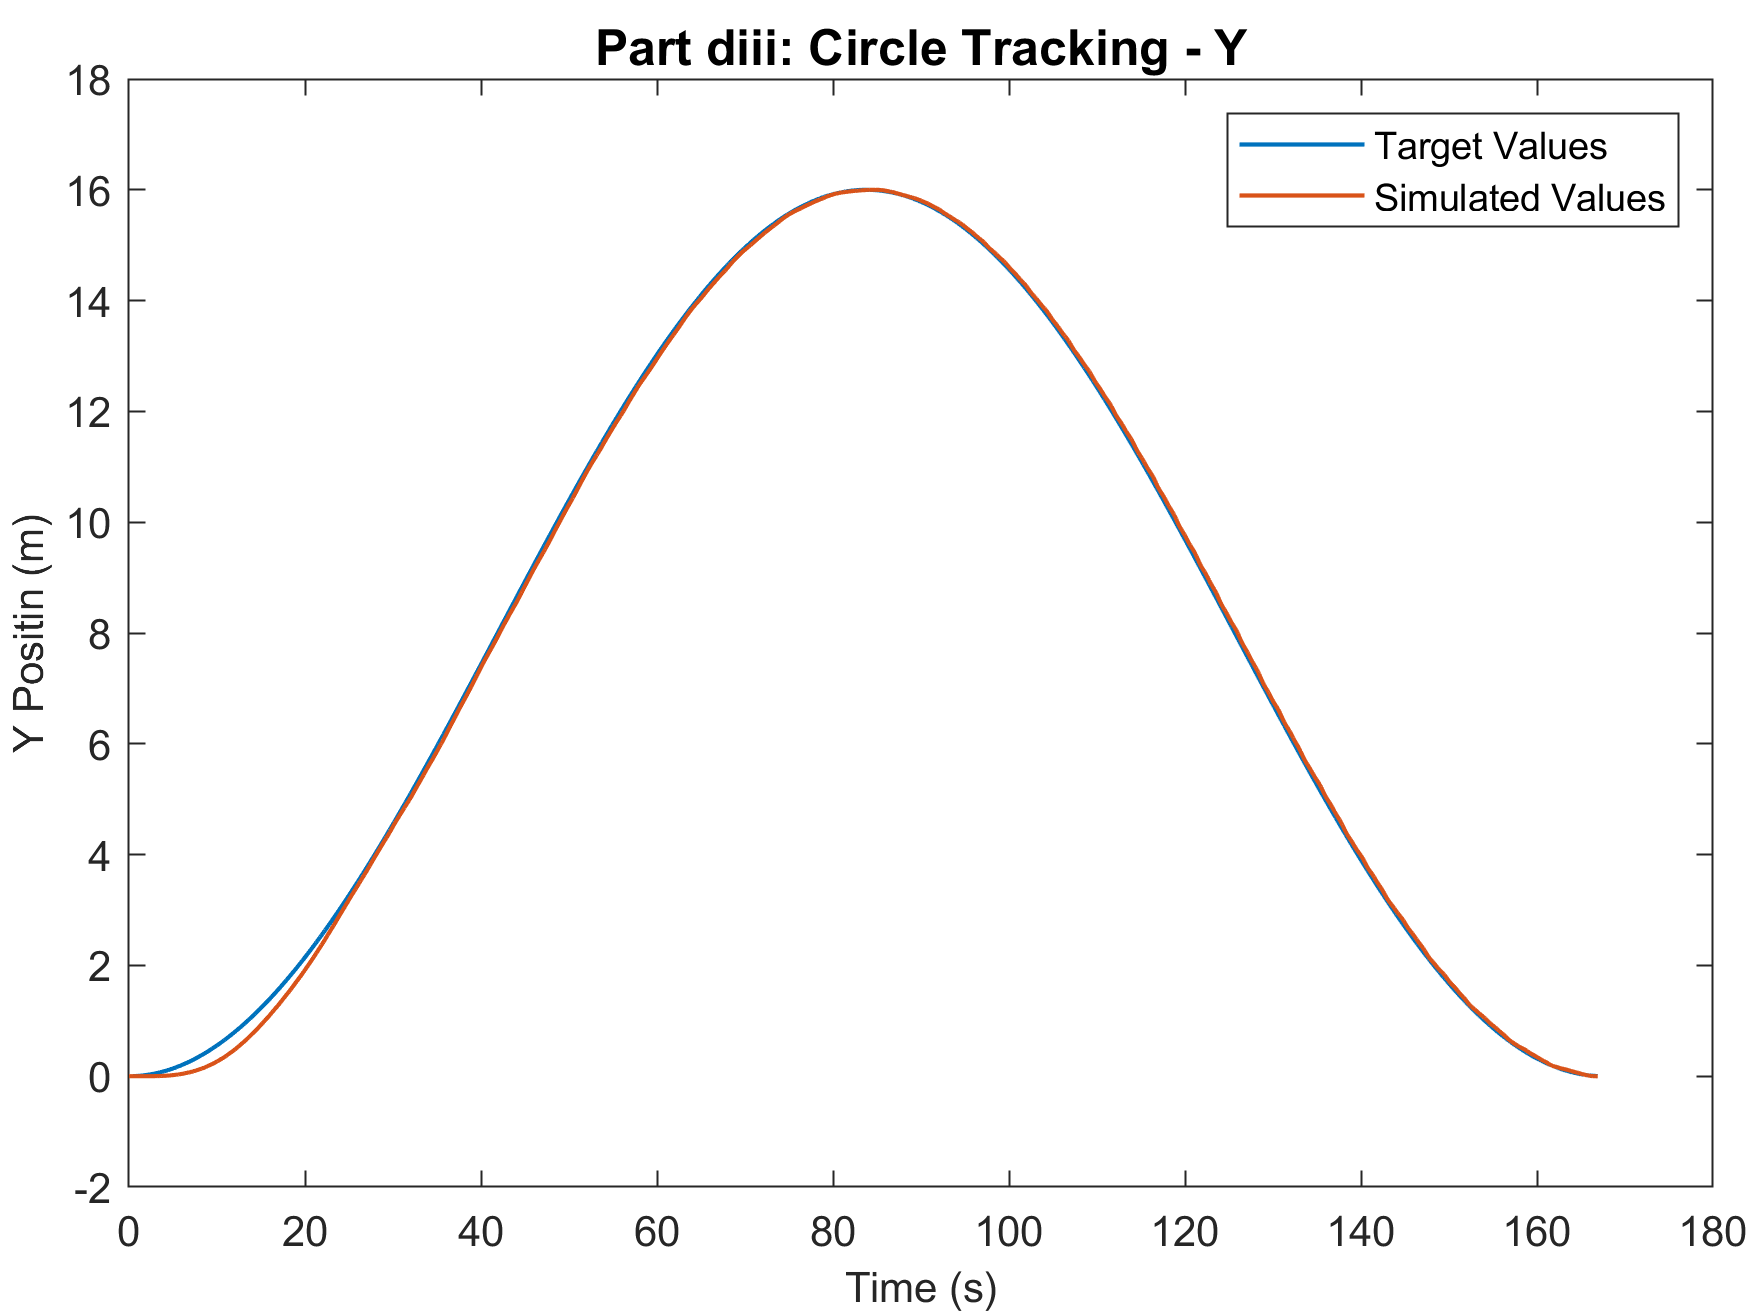 Part diii: Circle Tracking - Y
18
16
14
12
10
8
6
4
2
0
-2
Y Positin (m)
Target Values
Simulated Values
0 20 40 60 80 100 120 140 160 180
Time (s)